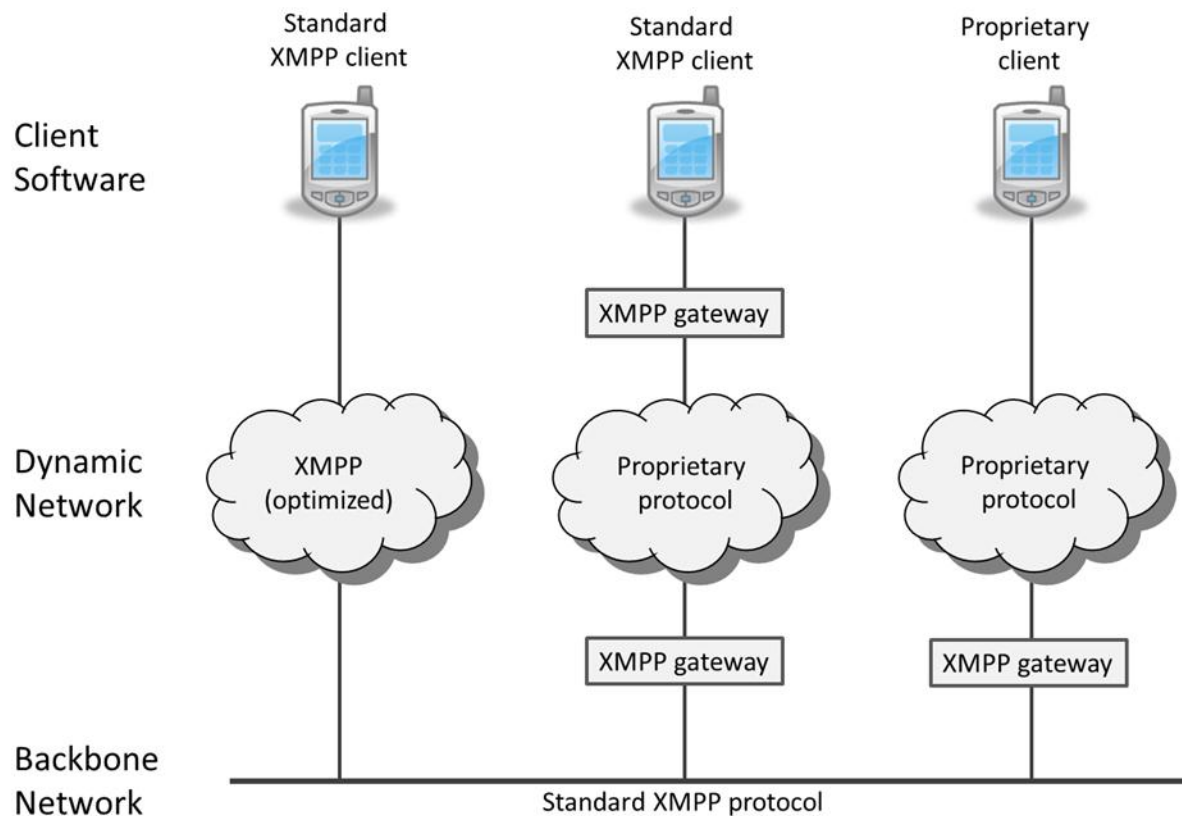 Standard
XMPP client
Standard
XMPP client
Proprietary
client
Client
Software
XMPP gateway
Dynamic
Network
XMPP
(optimized)
Proprietary
protocol
Proprietary
protocol
XMPP gateway
XMPP gateway
Backbone
Network
Standard XMPP protocol